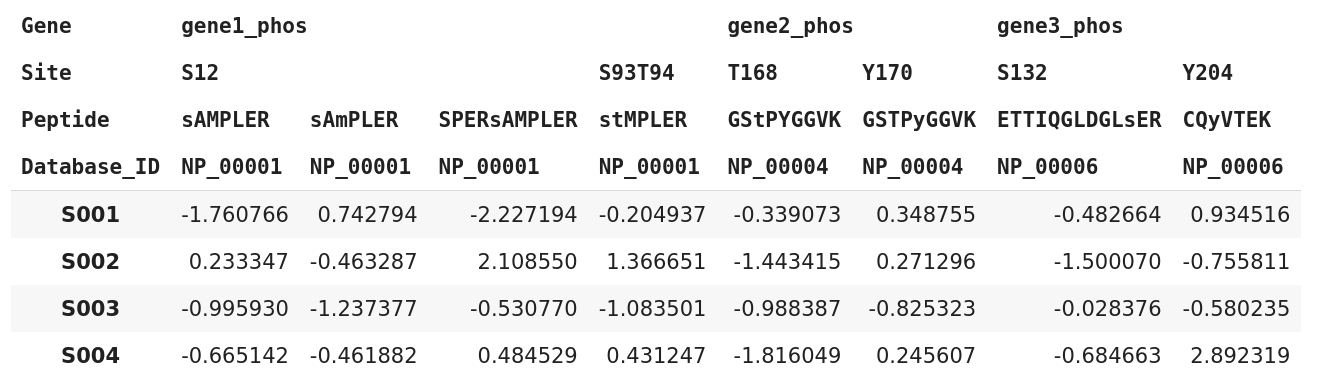 Gene gene1_phos gene2_phos gene3_phos
Site S12 S93T94 T168 Y170 S132 Y204
Peptide sAMPLER sAmPLER SPERsAMPLER stMPLER GStPYGGVK GSTPyGGVK ETTIQGLDGLsER CQyVTEK
Database_ID NP_00001 NP_00001 NP_00001 NP_00001 NP_00004 NP_00004 NP_00006 NP_00006
S001 -1.760766 0.742794 -2.227194 -0.204937 -0.339073 0.348755 -0.482664 0.934516
S002 0.233347 -0.463287 2.108550 1.366651 -1.443415 0.271296 -1.500070 -0.755811
S003 -0.995930 -1.237377 -0.530770 -1.083501 -0.988387 -0.825323 -0.028376 -0.580235
S004 -0.665142 -0.461882 0.484529 0.431247 -1.816049 0.245607 -0.684663 2.892319